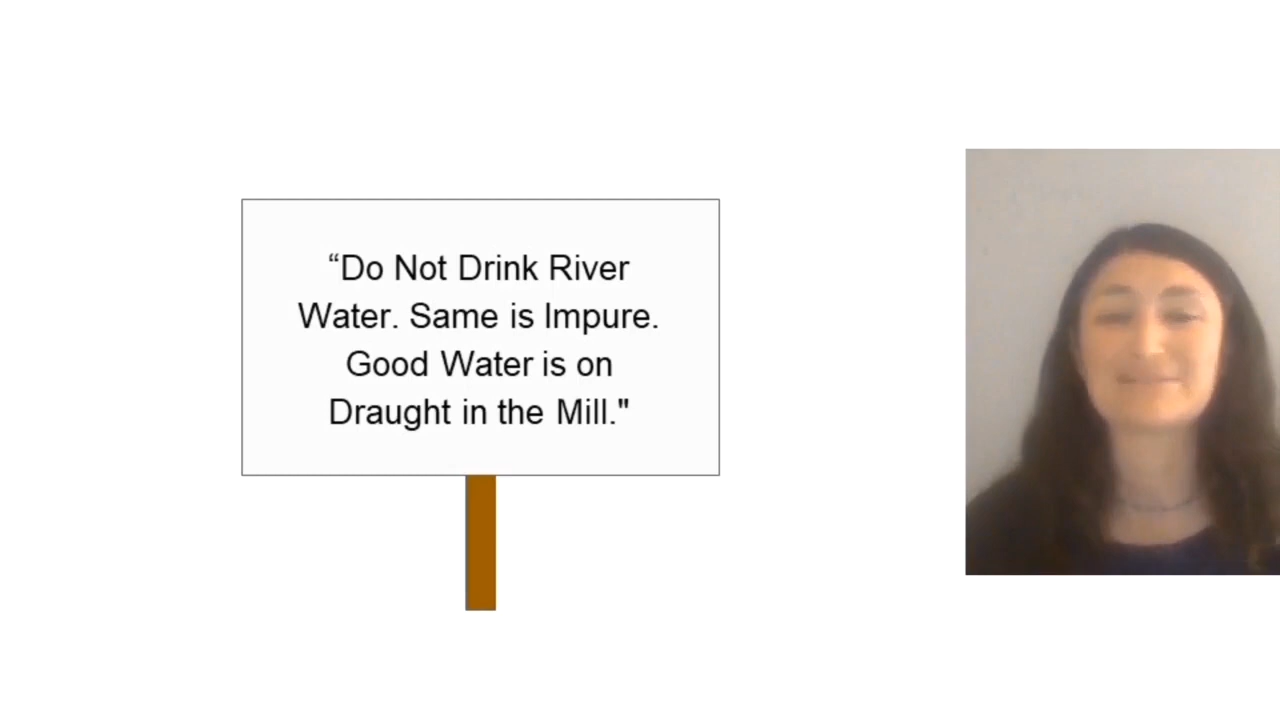 “Do Not Drink River
Water. Same is Impure.
Good Water is on
Draught in the Mill."